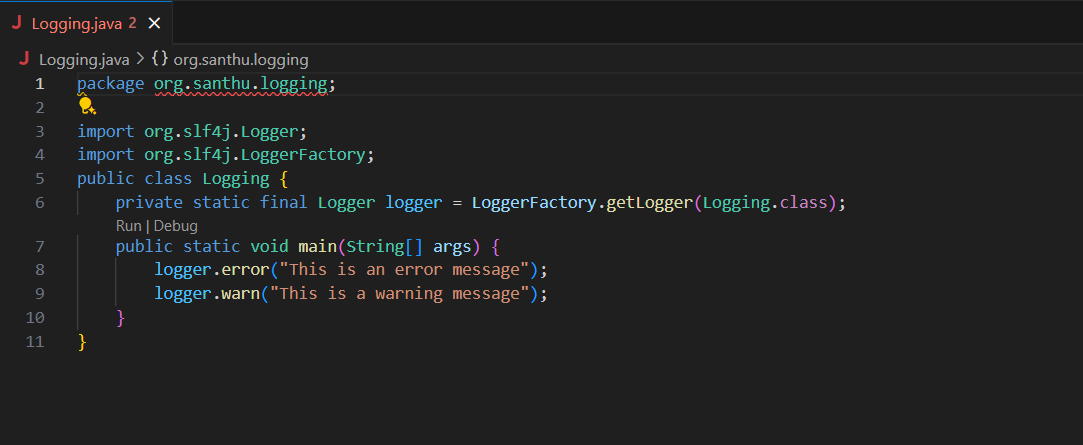 J Logging.java 2 ×
J Logging.java > {} org.santhu.logging
1 package org.santhu.logging;
2
3 import org.slf4j.Logger;
4 import org.slf4j.LoggerFactory;
5 public class Logging {
6 private static final Logger logger = LoggerFactory.getLogger(Logging.class);
Run | Debug
7 public static void main(String[] args) {
8 logger.error("This is an error message");
9 logger.warn("This is a warning message");
10 }
11 }